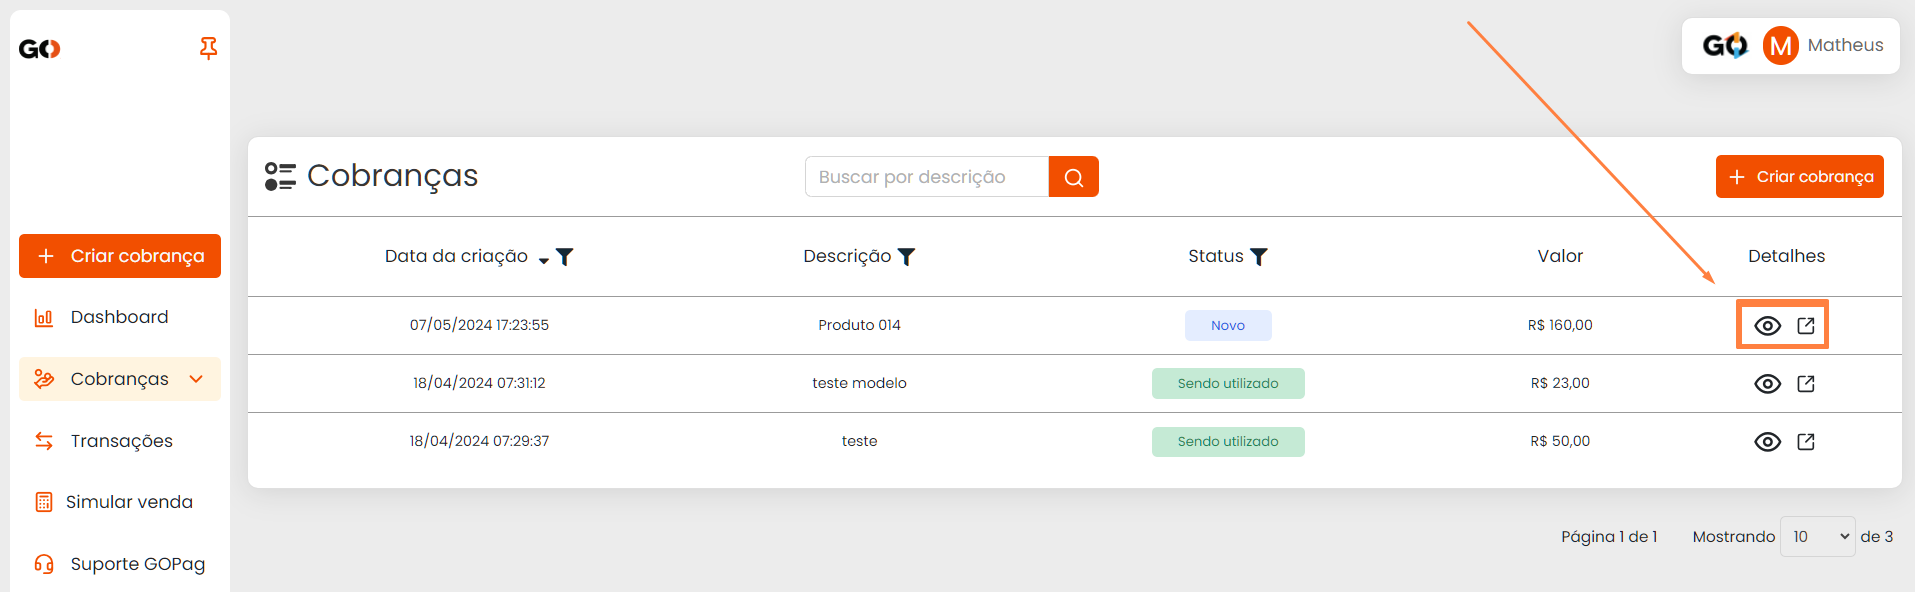 GO
GO M Matheus
Cobranças
Buscar por descrição
+ Criar cobrança
+ Criar cobrança
Dashboard
Cobranças
Transações
Simular venda
Suporte GOPag
Data da criação Descrição Status Valor Detalhes
07/05/2024 17:23:55 Produto 014 Novo R$ 160,00
18/04/2024 07:31:12 teste modelo Sendo utilizado R$ 23,00
18/04/2024 07:29:37 teste Sendo utilizado R$ 50,00
Página 1 de 1 Mostrando 10 de 3